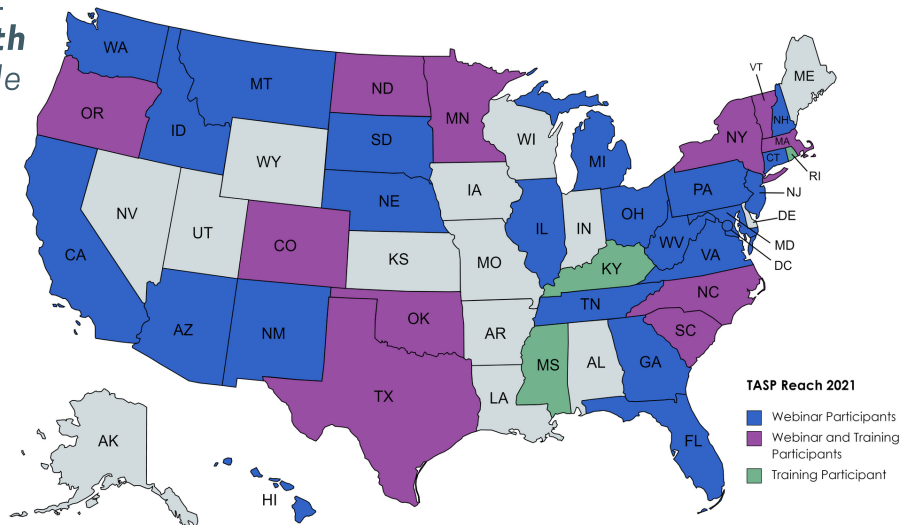 th
WA
MT
ND
MN
OR
ID
SD
WY
WI
MI
VT
ME
NH
NY
MA
CT
RI
NE
IA
PA
NJ
NV
UT
CO
IL
IN
OH
DE
WV
MD
DC
VA
CA
KS
MO
KY
NC
TN
AZ
NM
OK
AR
SC
MS
AL
GA
TX
LA
TASP Reach 2021
Webinar Participants
Webinar and Training
Participants
Training Participant
AK
HI
FL